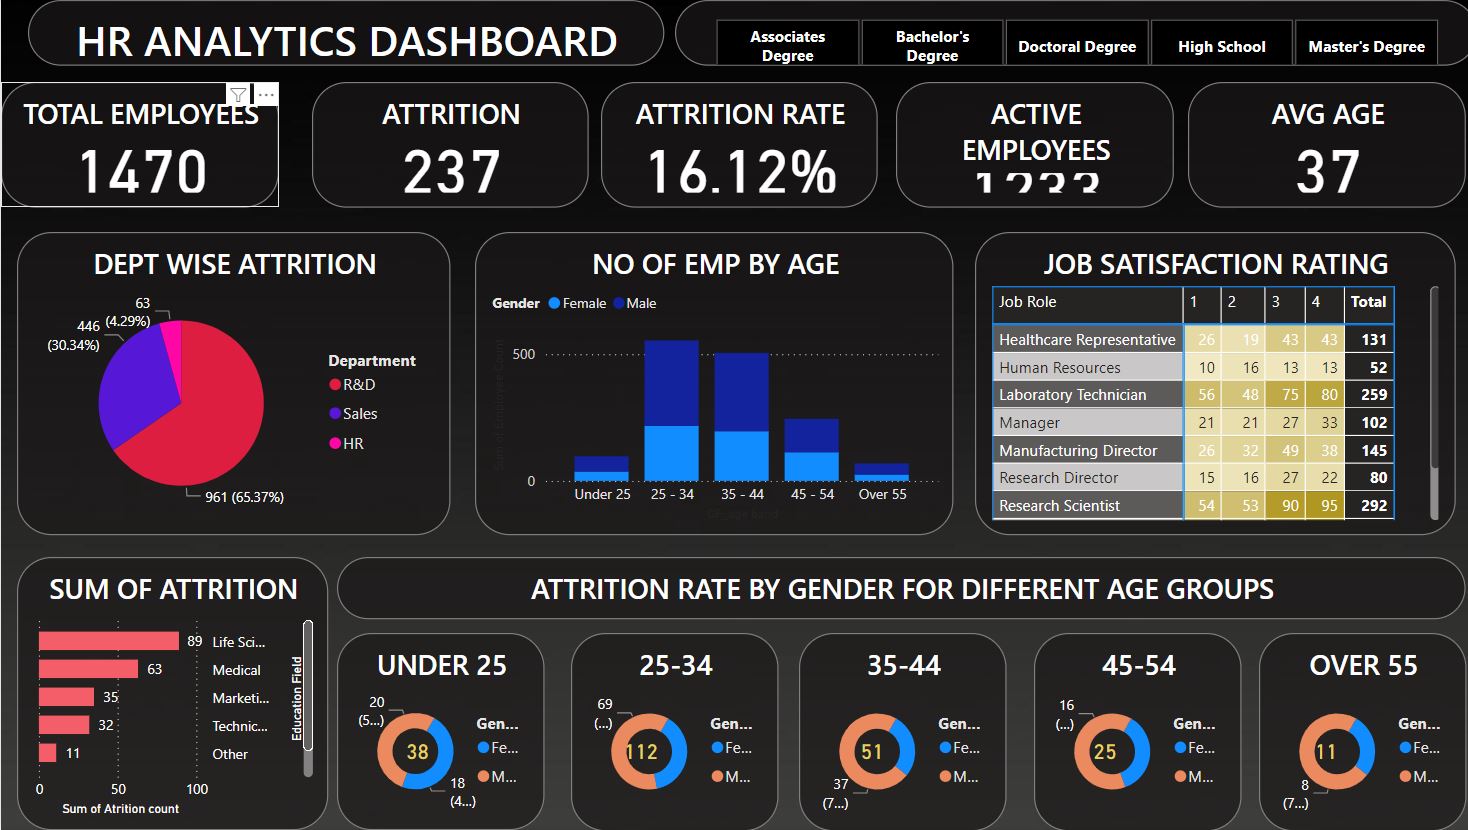 HR ANALYTICS DASHBOARD
Associates
Degree
Bachelor's
Degree
Doctoral Degree
High School
Master's Degree
TOTAL EMPLOYEES
1470
ATTRITION
237
ATTRITION RATE
16.12%
ACTIVE
EMPLOYEES
1233
AVG AGE
37
DEPT WISE ATTRITION
63
(4.29%)
446
(30.34%)
961 (65.37%)
Department
R&D
Sales
HR
NO OF EMP BY AGE
Gender Female Male
Sum of Employee Count
500
0
Under 25 25 - 34 35 - 44 45 - 54 Over 55
CF_age band
JOB SATISFACTION RATING
Job Role 1 2 3 4 Total
Healthcare Representative 26 19 43 43 131
Human Resources 10 16 13 13 52
Laboratory Technician 56 48 75 80 259
Manager 21 21 27 33 102
Manufacturing Director 26 32 49 38 145
Research Director 15 16 27 22 80
Research Scientist 54 53 90 95 292
SUM OF ATTRITION
89 Life Sci...
63 Medical
35 Marketi...
32 Technic...
11 Other
Education Field
0 50 100
Sum of Attrition count
ATTRITION RATE BY GENDER FOR DIFFERENT AGE GROUPS
UNDER 25
20
(5...)
38
18
(4...)
Gen...
Fe...
M...
25-34
69
(...)
112
Gen...
Fe...
M...
35-44
51
37
(7...)
Gen...
Fe...
M...
45-54
16
(...)
25
Gen...
Fe...
M...
OVER 55
11
8
(7...)
Gen...
Fe...
M...